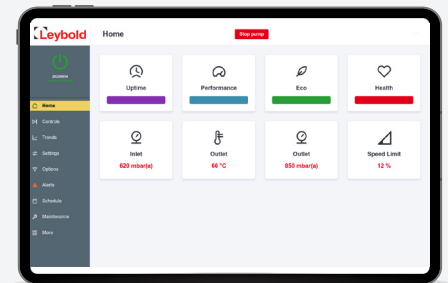 Leybold
Home
Stop pump
Home
Controls
Trends
Settings
Options
Alerts
Schedule
Maintenance
More
Uptime
Performance
Eco
Health
Inlet
620 mbar(a)
Outlet
66 °C
Outlet
850 mbar(a)
Speed Limit
12 %